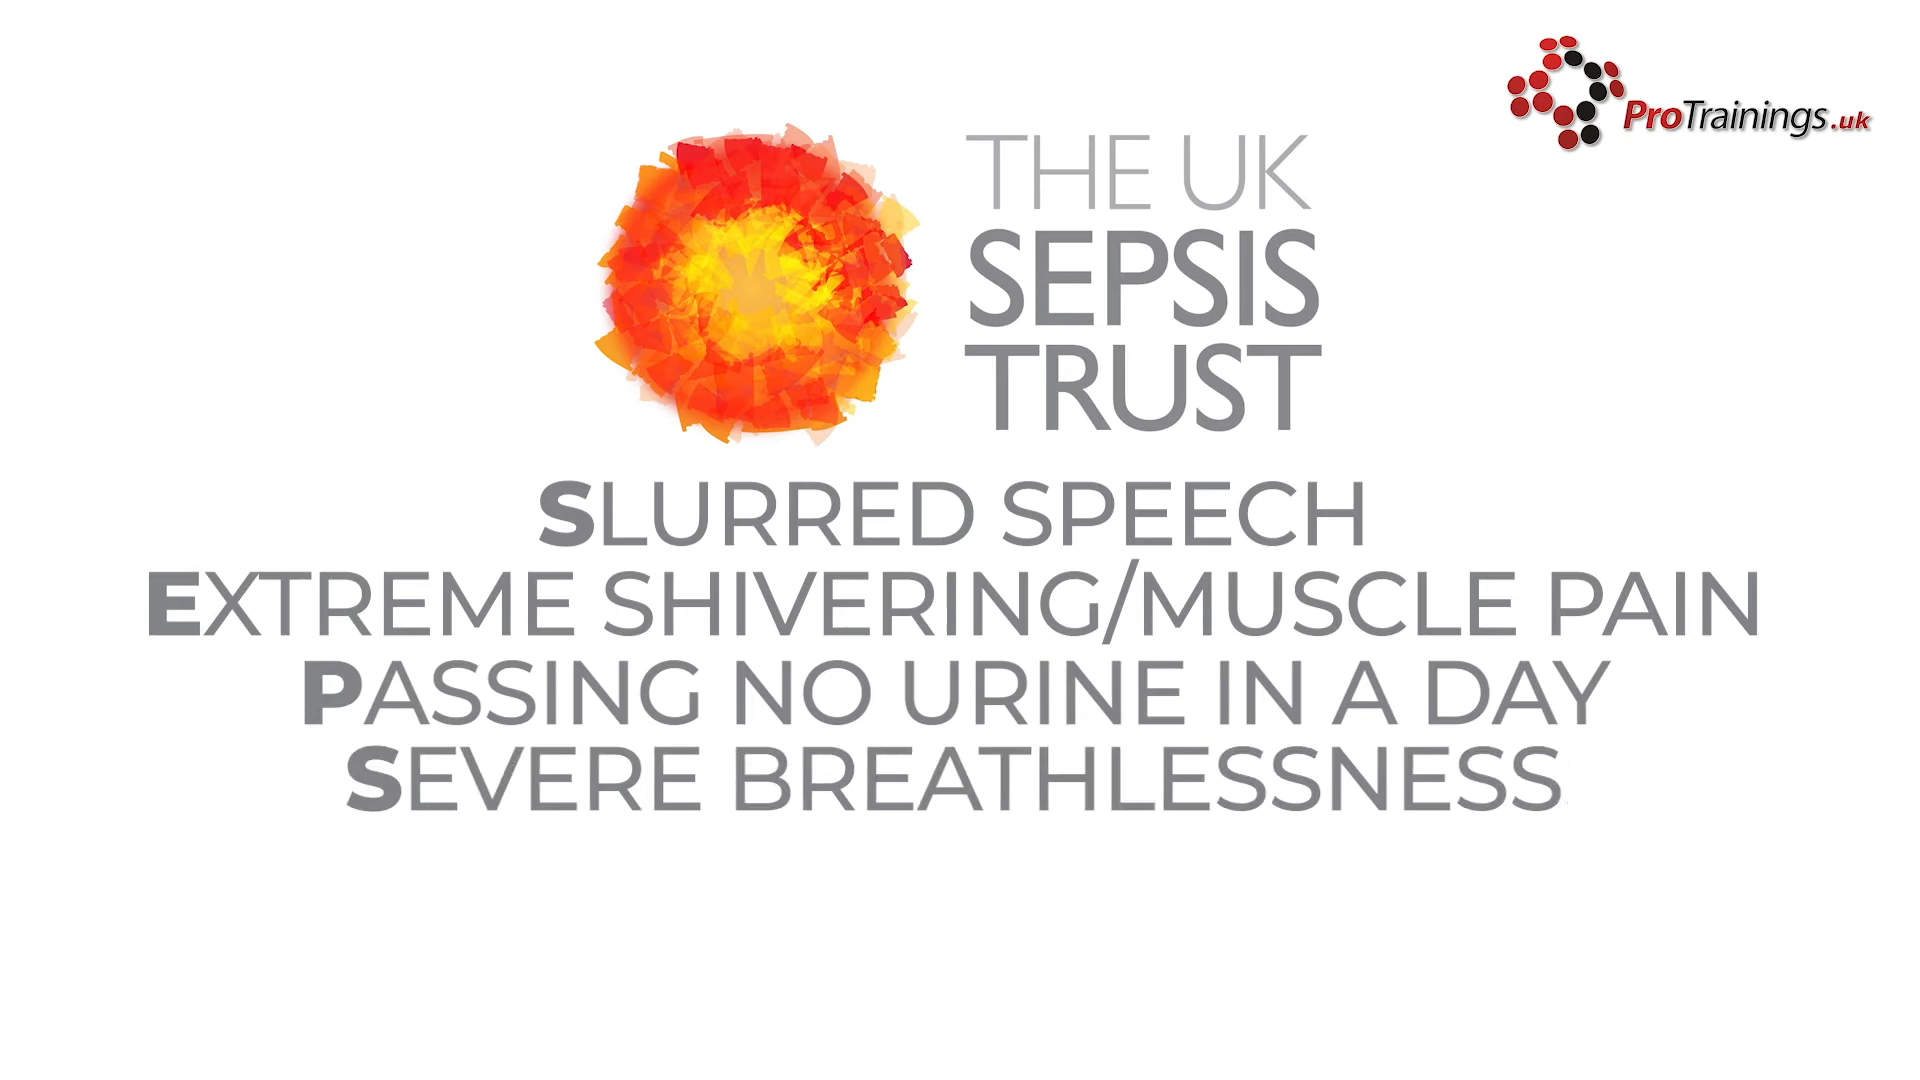 ProTrainings.uk
THE UK
SEPSIS
TRUST
SLURRED SPEECH
EXTREME SHIVERING/MUSCLE PAIN
PASSING NO URINE IN A DAY
SEVERE BREATHLESSNESS